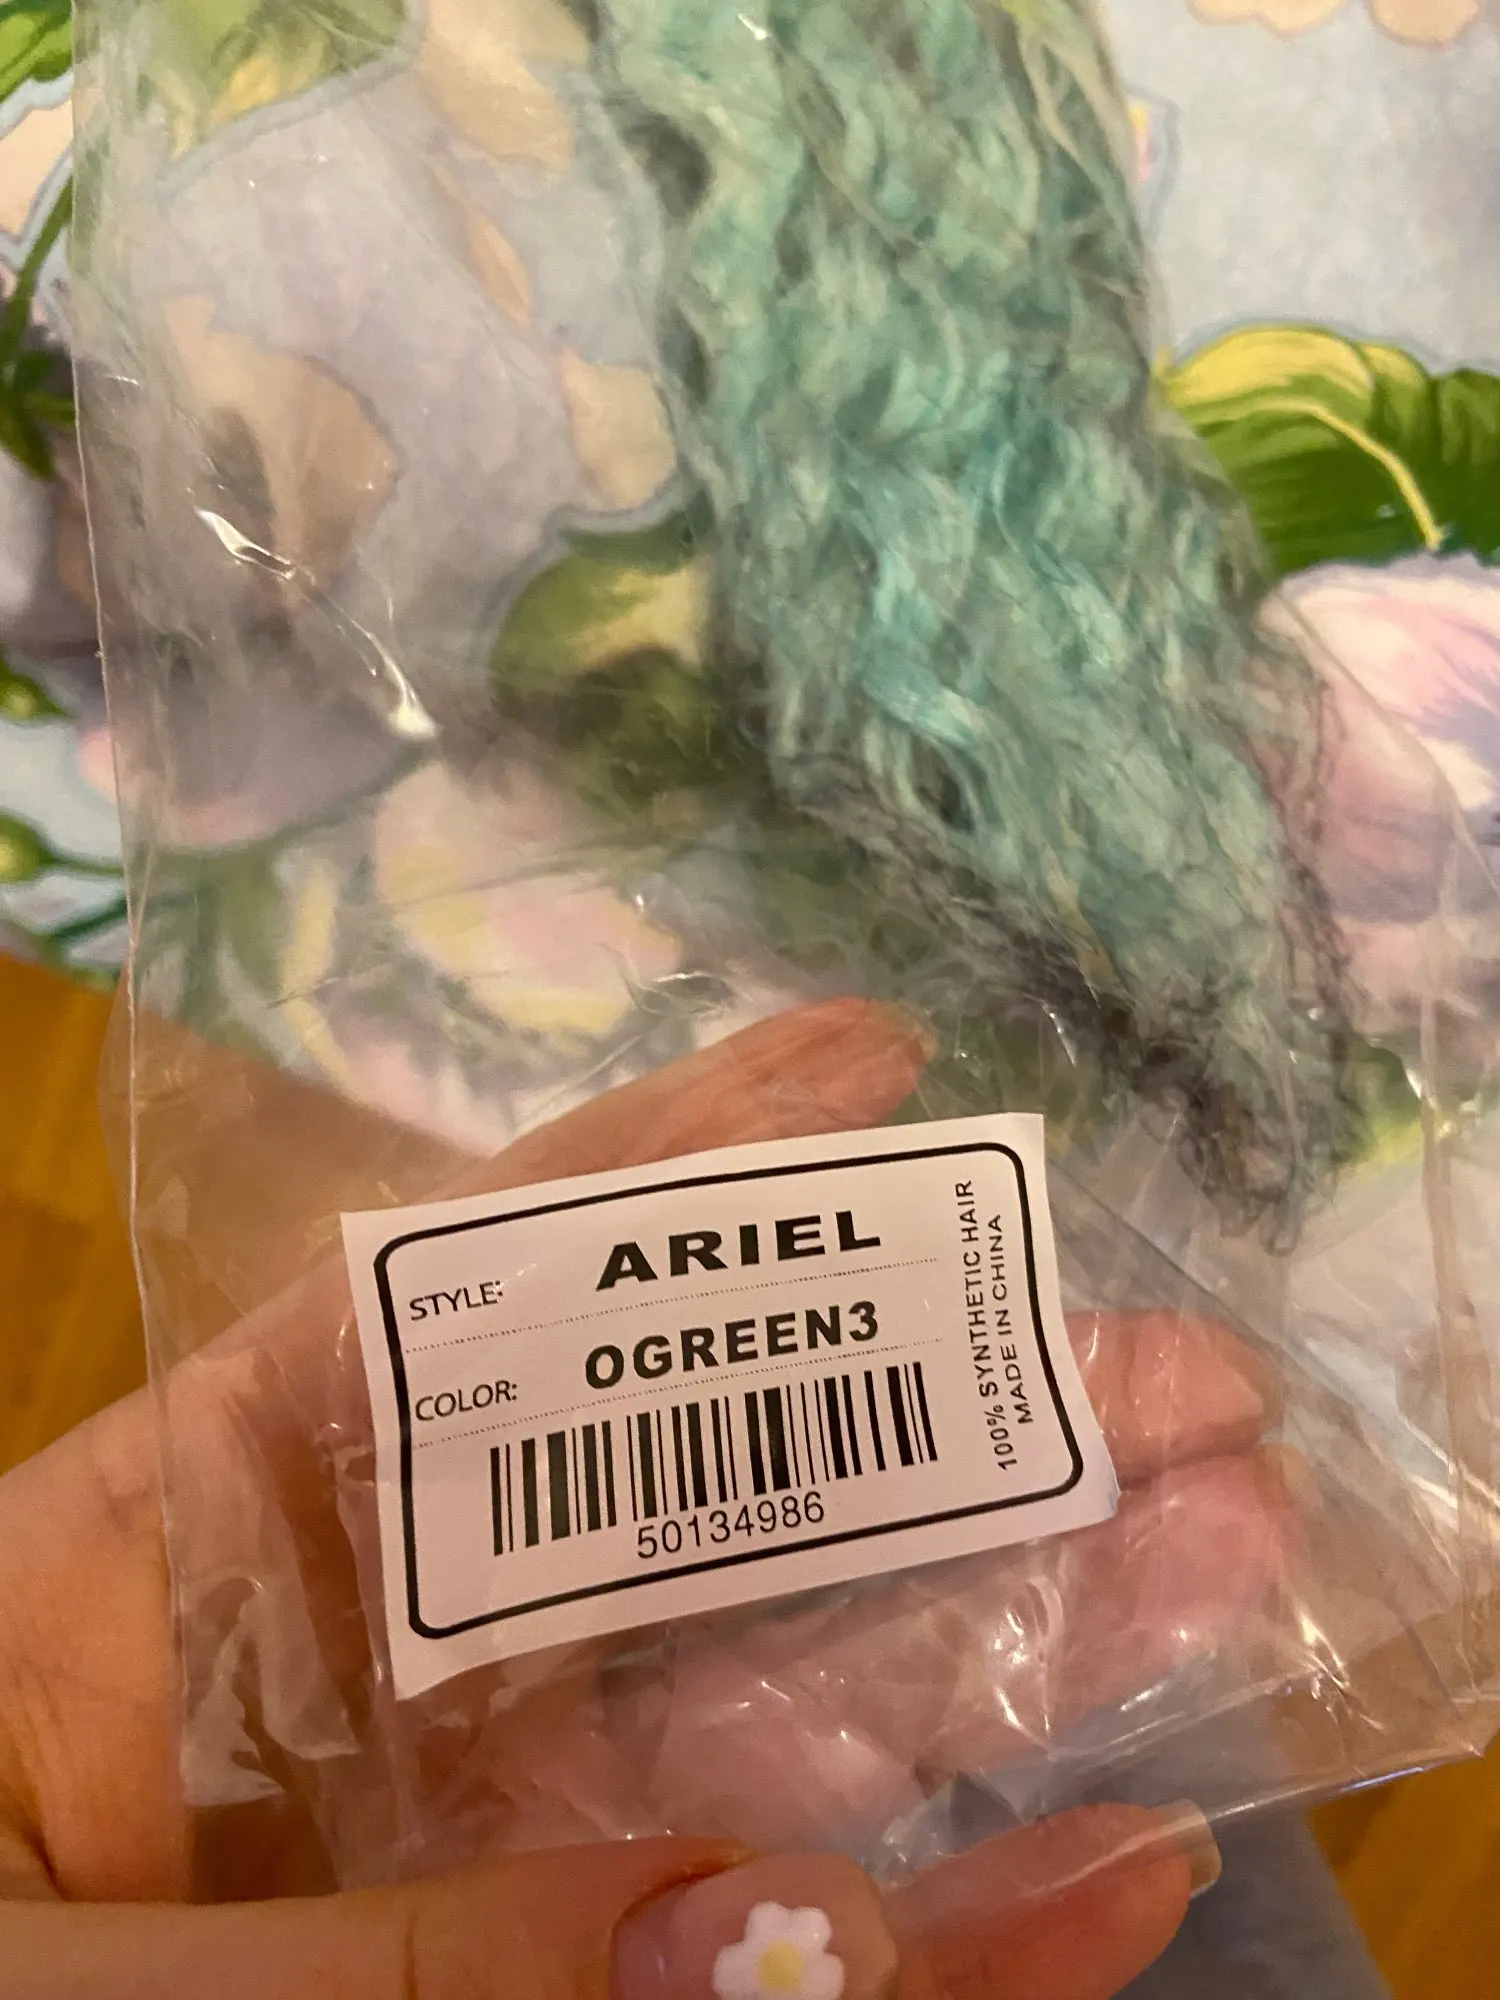 STYLE: ARIEL
COLOR: OGREEN3
50134986
100% SYNTHETIC HAIR
MADE IN CHINA